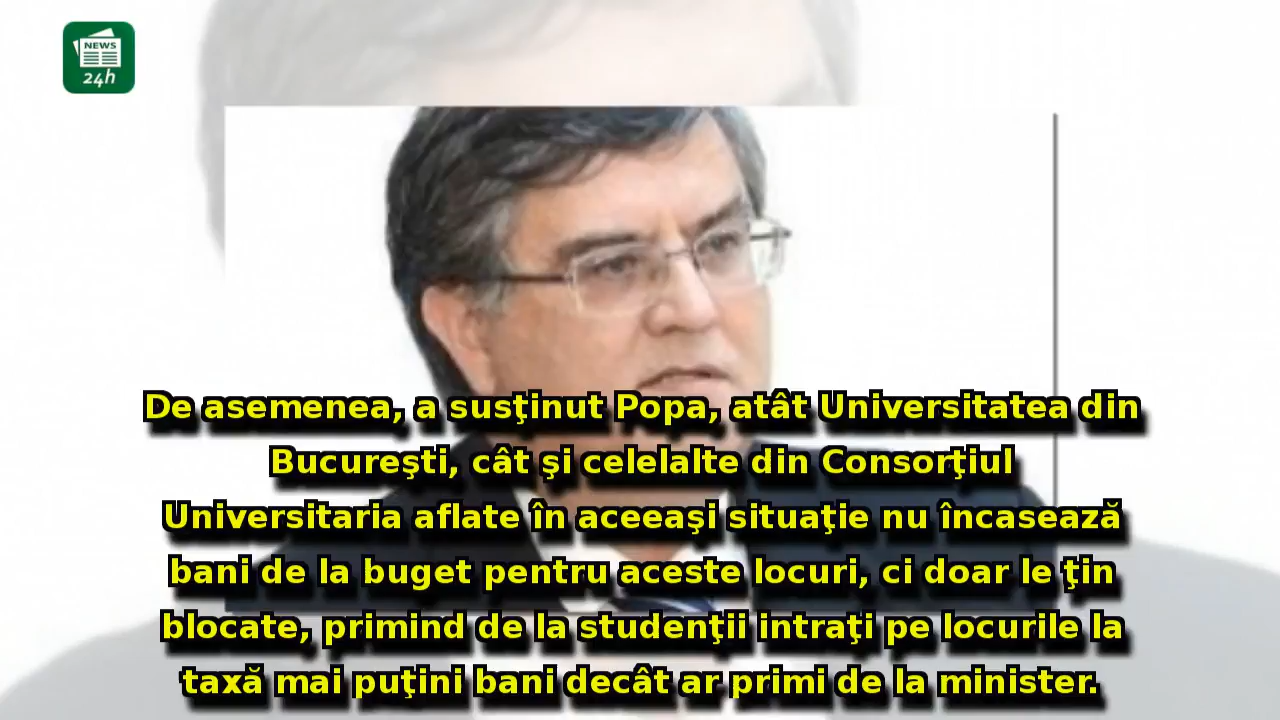 NEWS
24h
De asemenea, a susţinut Popa, atât Universitatea din
Bucureşti, cât şi celelalte din Consorţiul
Universitaria aflate în aceeaşi situaţie nu încasează
bani de la buget pentru aceste locuri, ci doar le ţin
blocate, primind de la studenţii intraţi pe locurile la
taxă mai puţini bani decât ar primi de la minister.